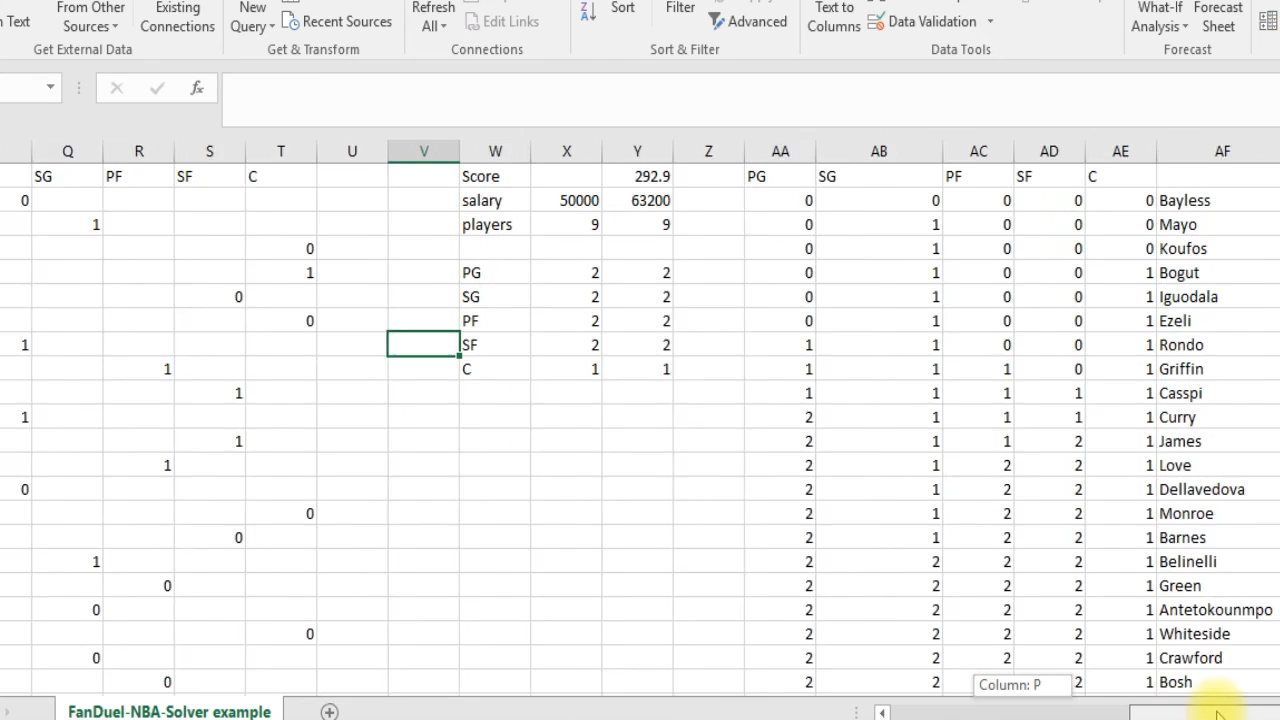 n Text From Other Sources Existing Connections New Query Recent Sources Refresh All Edit Links Sort Filter Advanced Text to Columns Data Validation What-If Analysis Forecast Sheet
Get External Data Get & Transform Connections Sort & Filter Data Tools Forecast
fx
Q R S T U V W X Y Z AA AB AC AD AE AF
SG PF SF C Score 292.9 PG SG PF SF C
0 salary 50000 63200 0 0 0 0 0 Bayless
1 players 9 9 0 1 0 0 0 Mayo
0 0 1 0 0 0 Koufos
1 PG 2 2 0 1 0 0 1 Bogut
0 SG 2 2 0 1 0 0 1 Iguodala
0 PF 2 2 0 1 0 0 1 Ezeli
1 SF 2 2 1 1 0 0 1 Rondo
1 C 1 1 1 1 1 0 1 Griffin
1 1 1 1 1 1 Casspi
1 2 1 1 1 1 Curry
1 2 1 1 2 1 James
1 2 1 2 2 1 Love
0 2 1 2 2 1 Dellavedova
0 2 1 2 2 1 Monroe
0 2 1 2 2 1 Barnes
1 2 2 2 2 1 Belinelli
0 2 2 2 2 1 Green
0 2 2 2 2 1 Antetokounmpo
0 2 2 2 2 1 Whiteside
0 2 2 2 2 1 Crawford
0 2 2 2 2 1 Bosh
Column: P
FanDuel-NBA-Solver example